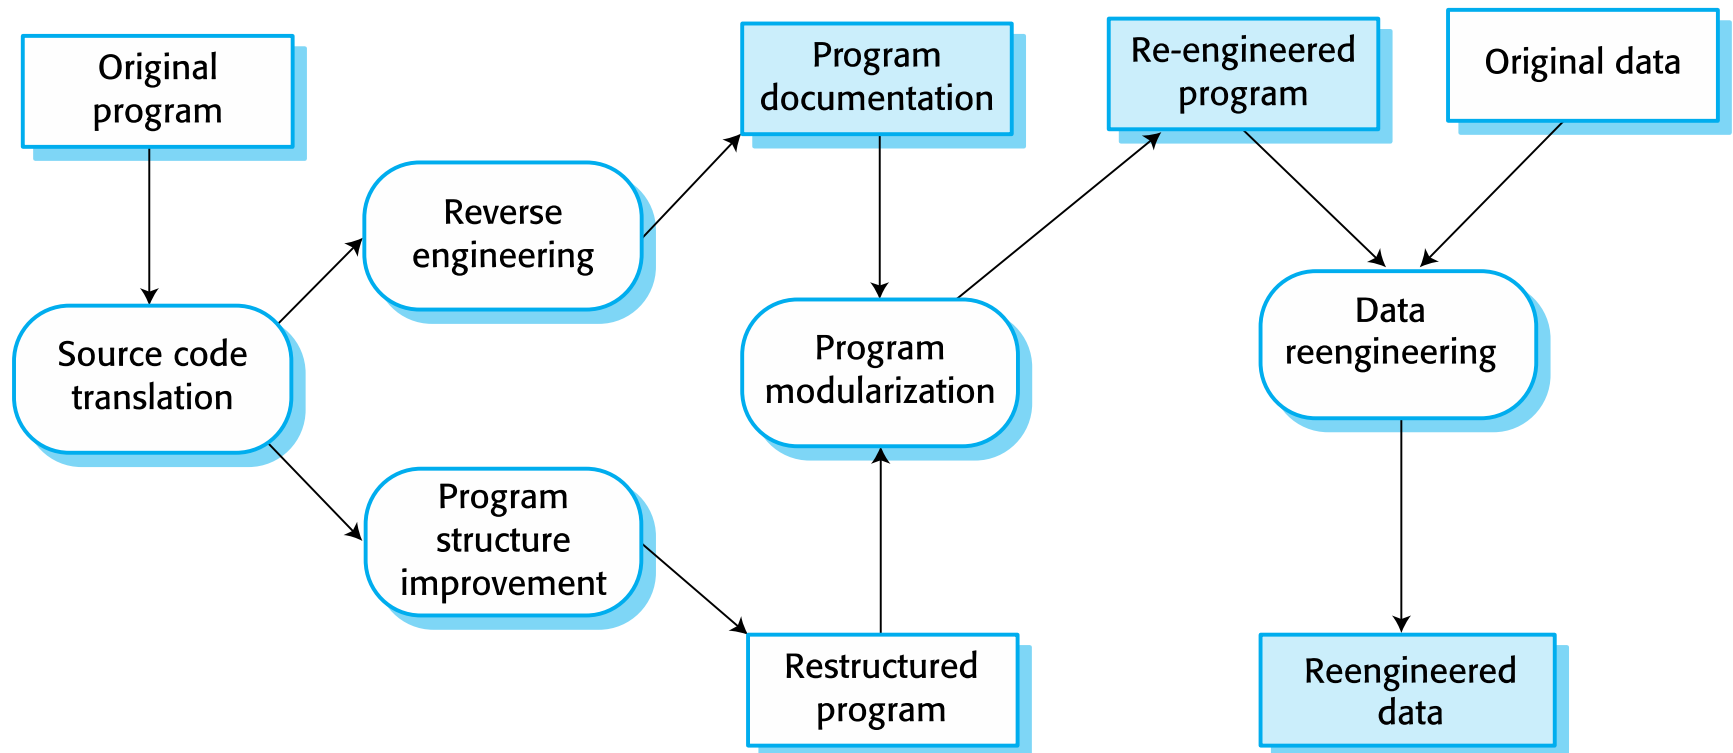 Original
program
Program
documentation
Re-engineered
program
Original data
Reverse
engineering
Source code
translation
Program
modularization
Data
reengineering
Program
structure
improvement
Restructured
program
Reengineered
data